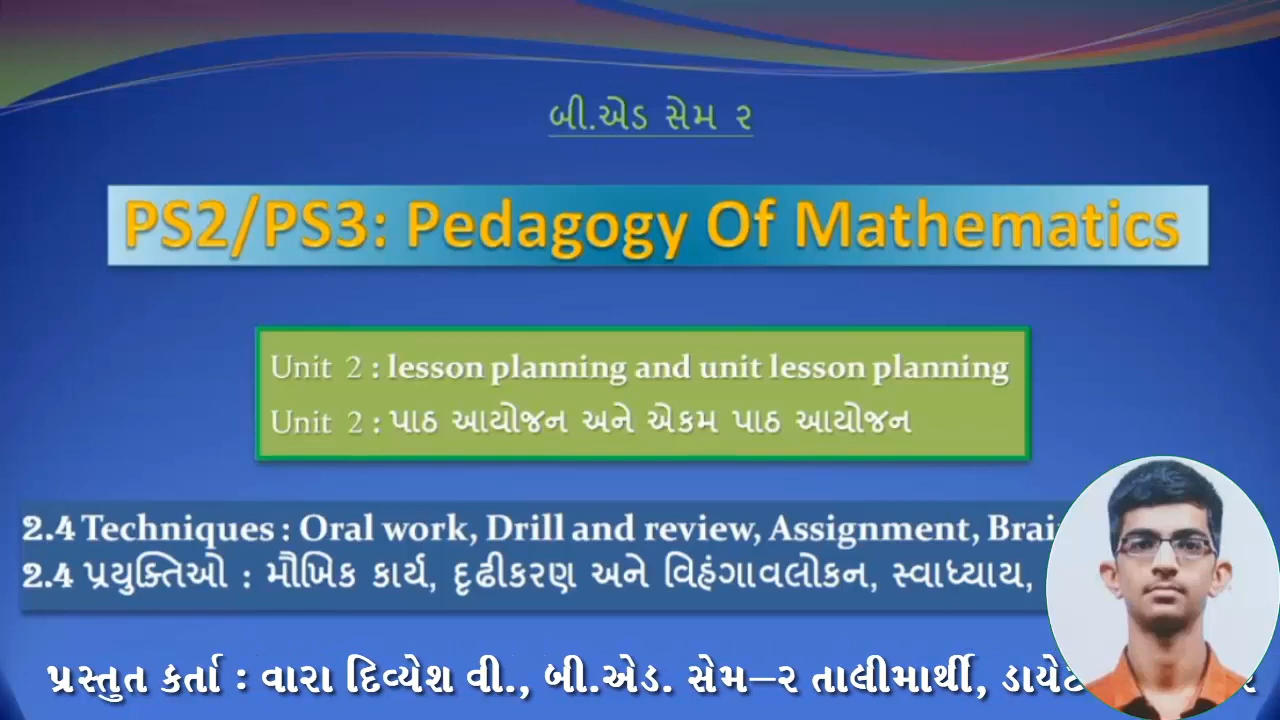 બી.એડ સેમ ૨
PS2/PS3: Pedagogy Of Mathematics
Unit 2 : lesson planning and unit lesson planning
Unit 2 : પાઠ આયોજન અને એકમ પાઠ આયોજન
2.4 Techniques : Oral work, Drill and review, Assignment,
2.4 પ્રયુક્તિઓ : મૌખિક કાર્ય, દૃઢીકરણ અને વિહંગાવલોકન, સ્વાધ્યાય,
પ્રસ્તુત કર્તા : વારા દિવ્યેશ વી., બી.એડ. સેમ–૨ તાલીમાર્થી,